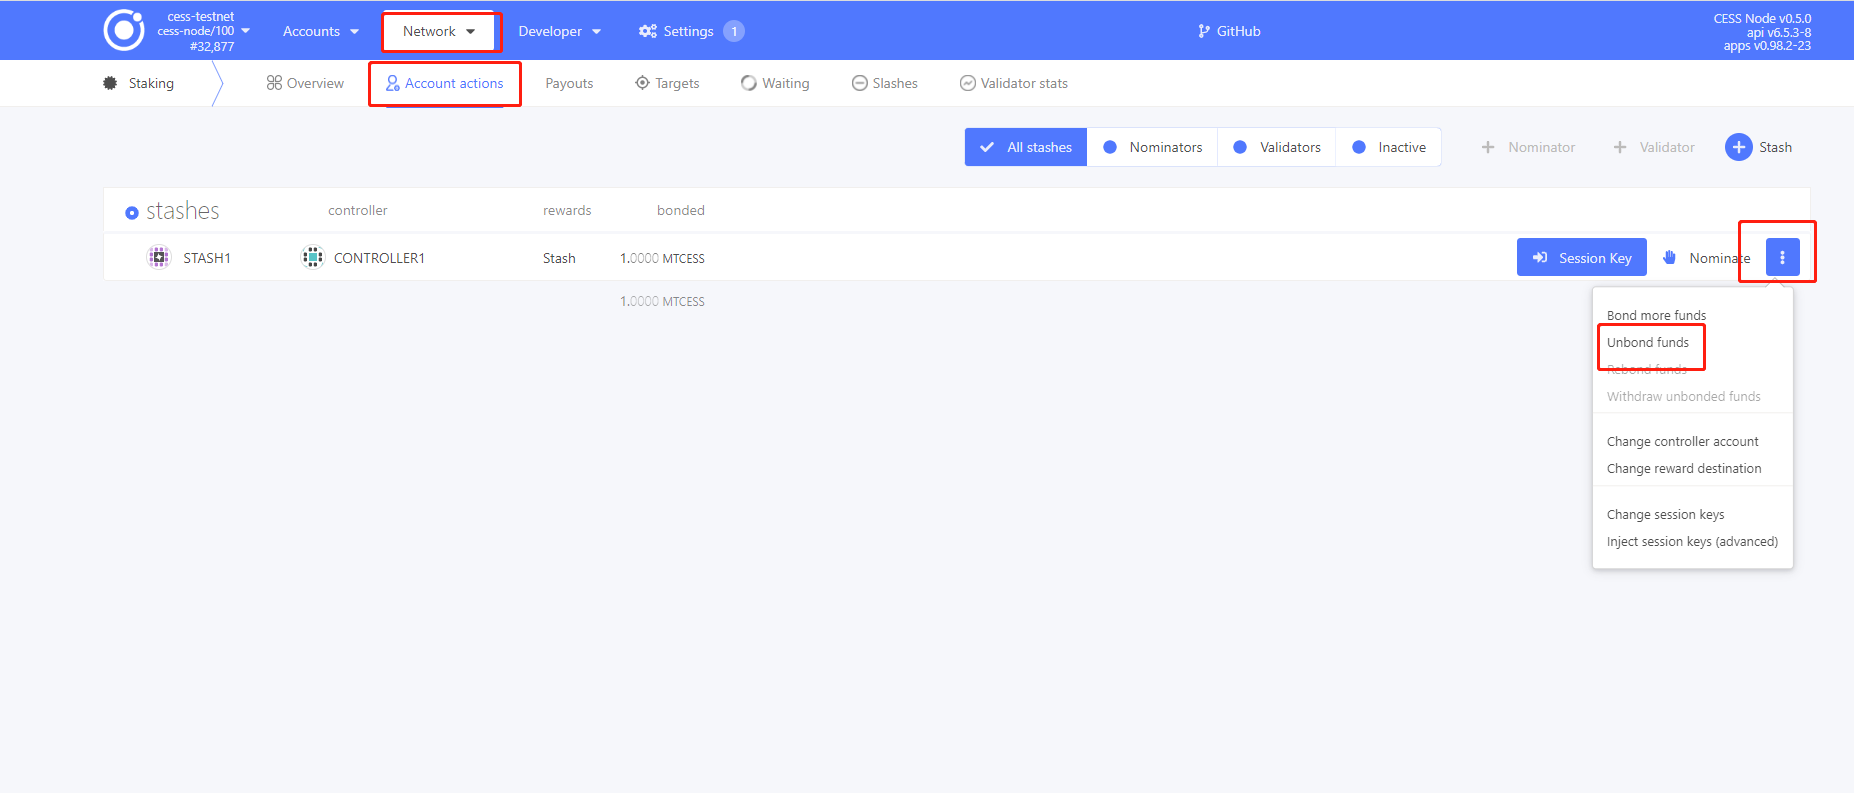 cess-testnet
cess-node/100
#32,877
Accounts
Network
Developer
Settings
1
GitHub
CESS Node v0.5.0
api v6.5.3-8
apps v0.98.2-23
Staking
Overview
Account actions
Payouts
Targets
Waiting
Slashes
Validator stats
All stashes
Nominators
Validators
Inactive
Nominator
Validator
Stash
stashes
controller
rewards
bonded
STASH1
CONTROLLER1
Stash
1.0000 MTCESS
Session Key
Nominate
1.0000 MTCESS
Bond more funds
Unbond funds
Rebond funds
Withdraw unbonded funds
Change controller account
Change reward destination
Change session keys
Inject session keys (advanced)